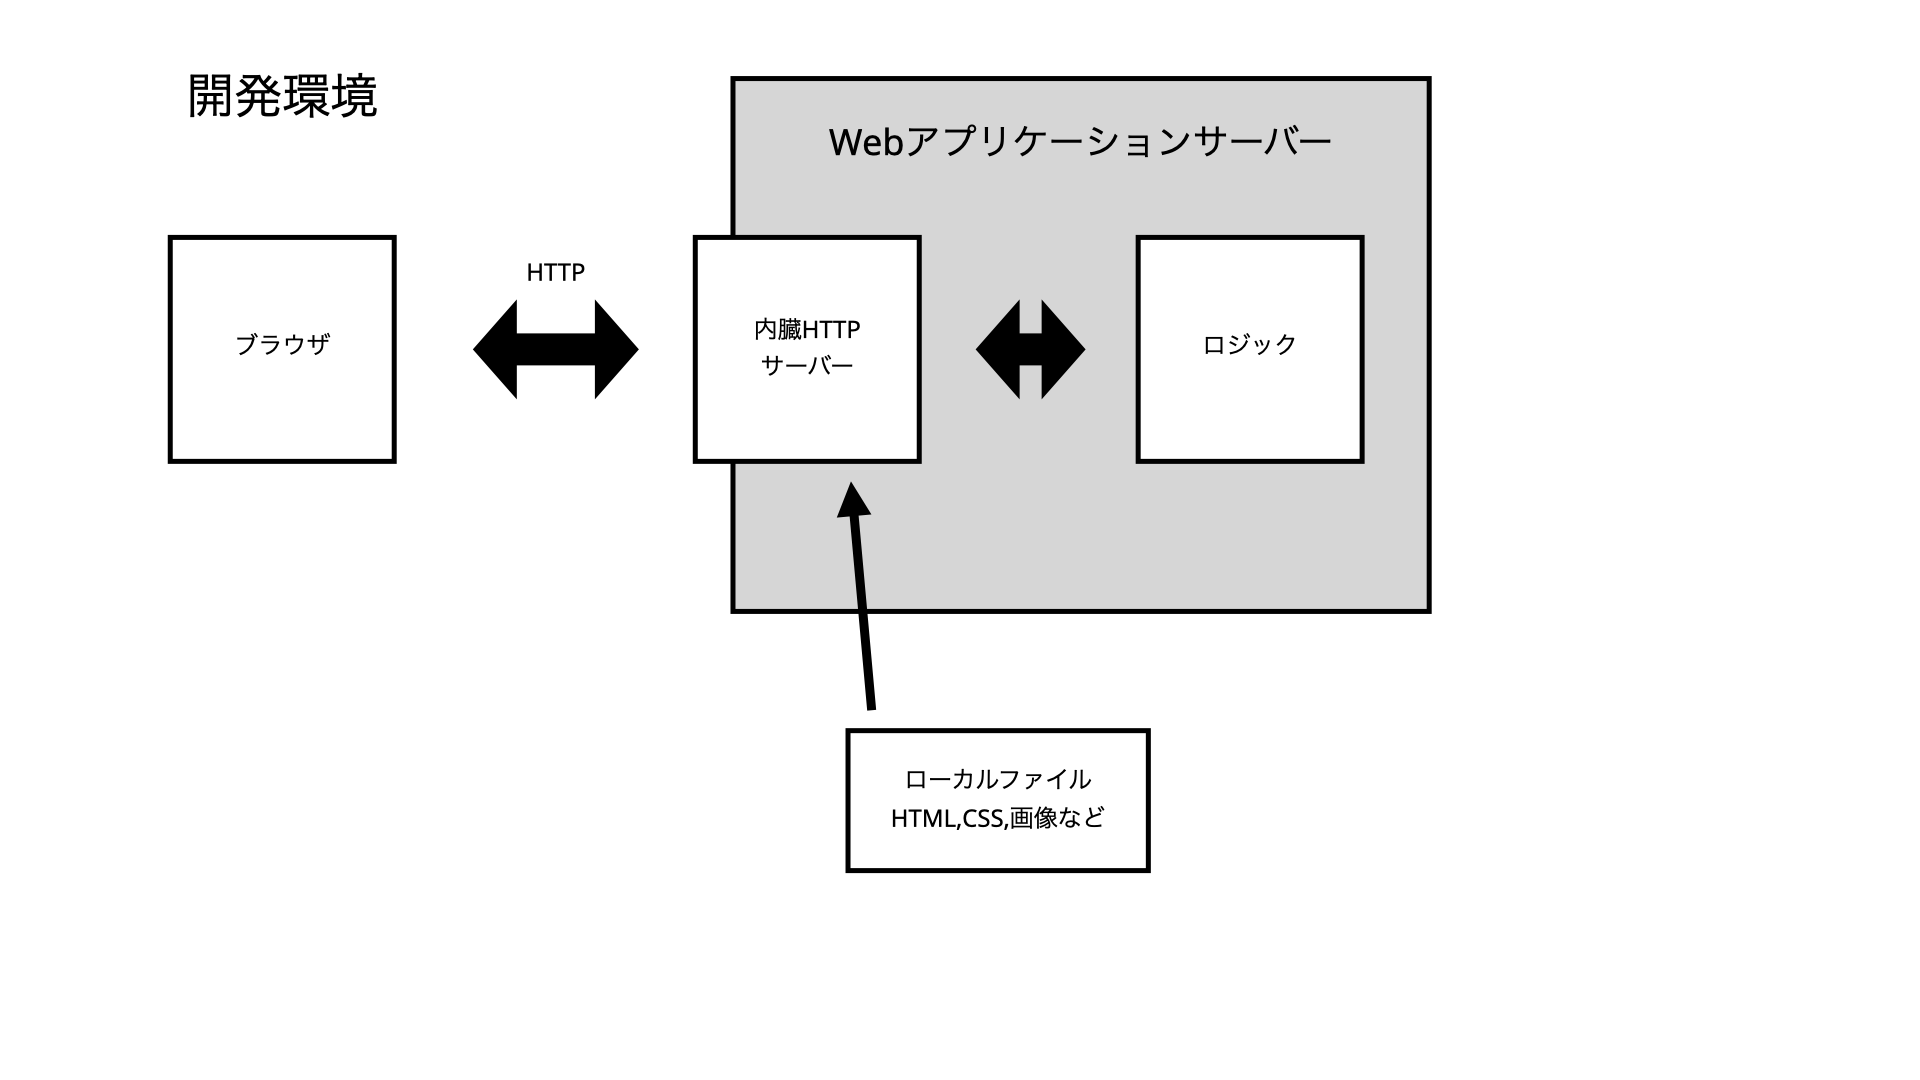 開発環境
Webアプリケーションサーバー
HTTP
ブラウザ
内臓HTTP
サーバー
ロジック
ローカルファイル
HTML,CSS,画像など